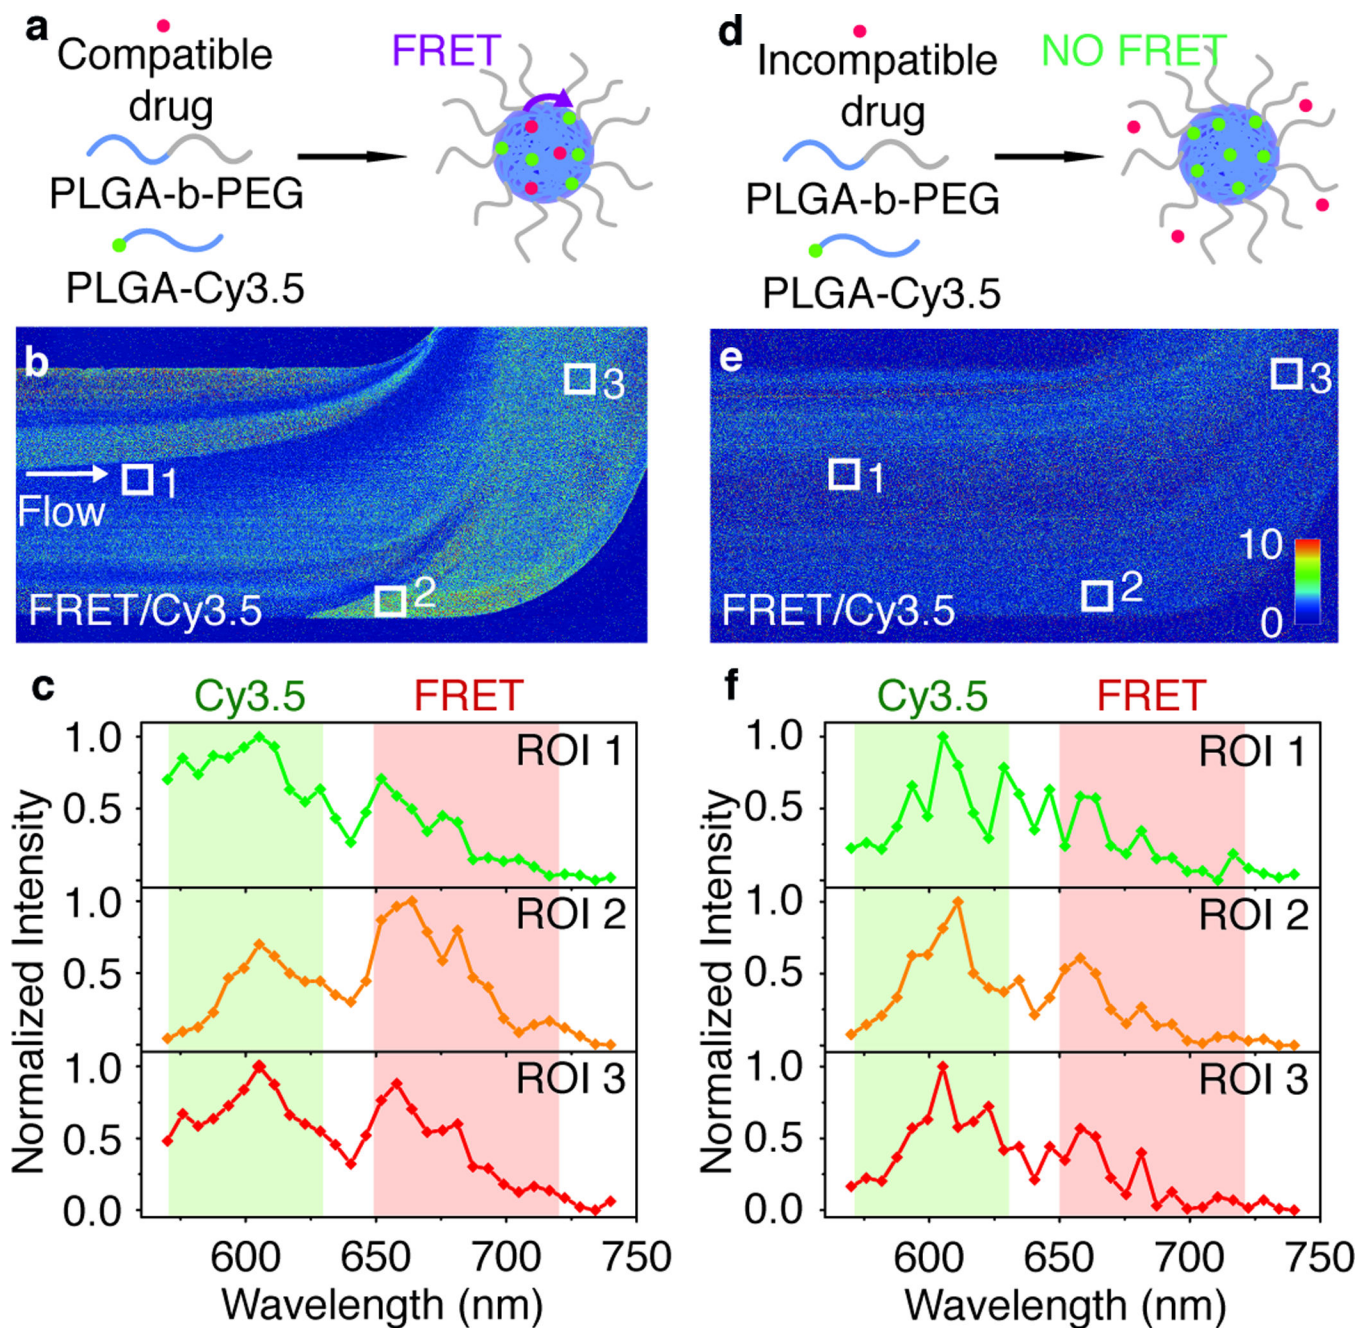 a
Compatible
drug
PLGA-b-PEG
PLGA-Cy3.5
FRET
d
Incompatible
drug
PLGA-b-PEG
PLGA-Cy3.5
NO FRET
b
1
2
3
Flow
FRET/Cy3.5
e
1
2
3
10
0
FRET/Cy3.5
c
Cy3.5
FRET
1.0
ROI 1
0.5
1.0
ROI 2
0.5
1.0
ROI 3
0.5
0.0
600
650
700
750
Wavelength (nm)
Normalized Intensity
f
Cy3.5
FRET
1.0
ROI 1
0.5
1.0
ROI 2
0.5
1.0
ROI 3
0.5
0.0
600
650
700
750
Wavelength (nm)
Normalized Intensity